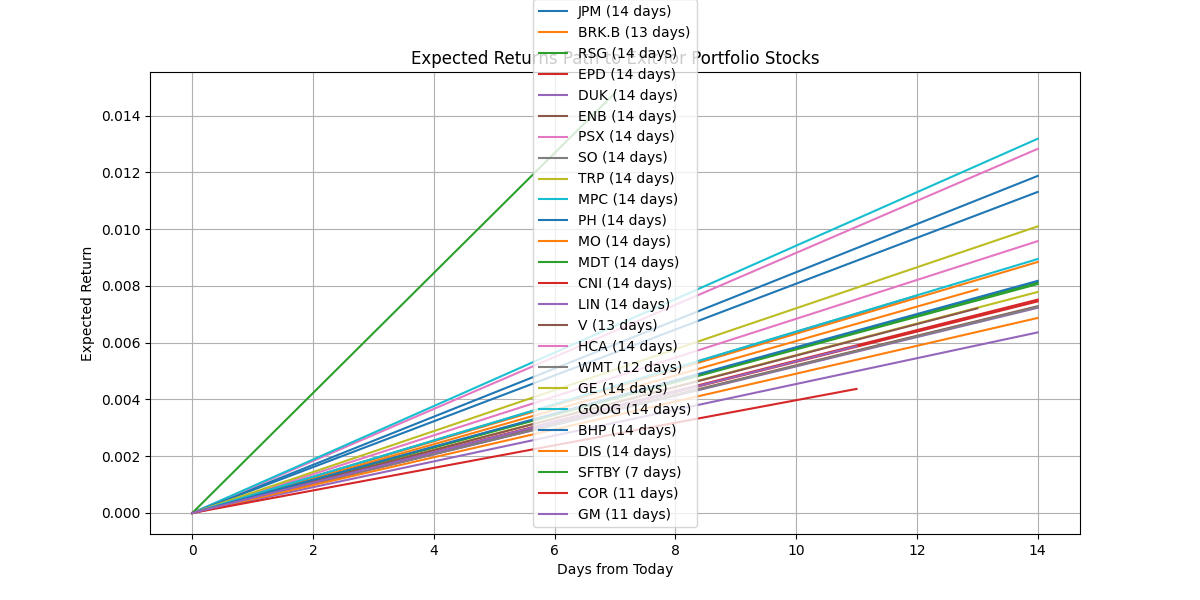 JPM (14 days)
BRK.B (13 days)
RSG (14 days)
EPD (14 days)
DUK (14 days)
ENB (14 days)
PSX (14 days)
SO (14 days)
TRP (14 days)
MPC (14 days)
PH (14 days)
MO (14 days)
MDT (14 days)
CNI (14 days)
LIN (14 days)
V (13 days)
HCA (14 days)
WMT (12 days)
GE (14 days)
GOOG (14 days)
BHP (14 days)
DIS (14 days)
SFTBY (7 days)
COR (11 days)
GM (11 days)
Expected Returns Path to Exit for Portfolio Stocks
Expected Return
0.014
0.012
0.010
0.008
0.006
0.004
0.002
0.000
0 2 4 6 8 10 12 14
Days from Today